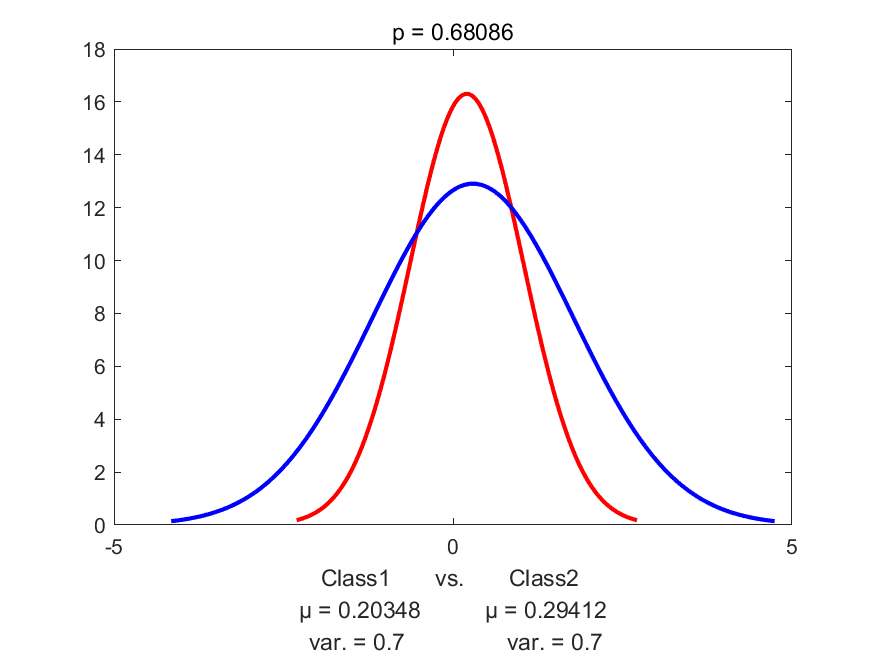 p = 0.68086
18
16
14
12
10
8
6
4
2
0
-5 0 5
Class1 vs. Class2
μ = 0.20348 μ = 0.29412
var. = 0.7 var. = 0.7